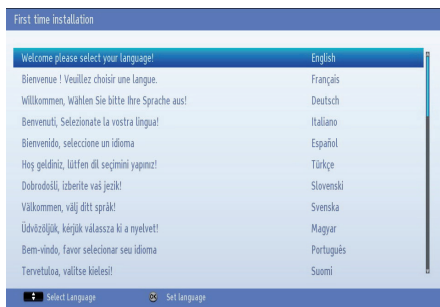 First time installation
Welcome please select your language! English
Bienvenue ! Veuillez choisir une langue. Français
Willkommen, Wählen Sie bitte Ihre Sprache aus! Deutsch
Benvenuti, Selezionate la vostra lingua! Italiano
Bienvenido, seleccione un idioma Español
Hoş geldiniz, lütfen dil seçimini yapınız! Türkçe
Dobrodošli, izberite vaš jezik! Slovenski
Välkommen, välj ditt språk! Svenska
Üdvözöljük, kérjük válassza ki a nyelvet! Magyar
Bem-vindo, favor selecionar seu idioma Português
Tervetuloa, valitse kielesi! Suomi
Select Language OK Set language